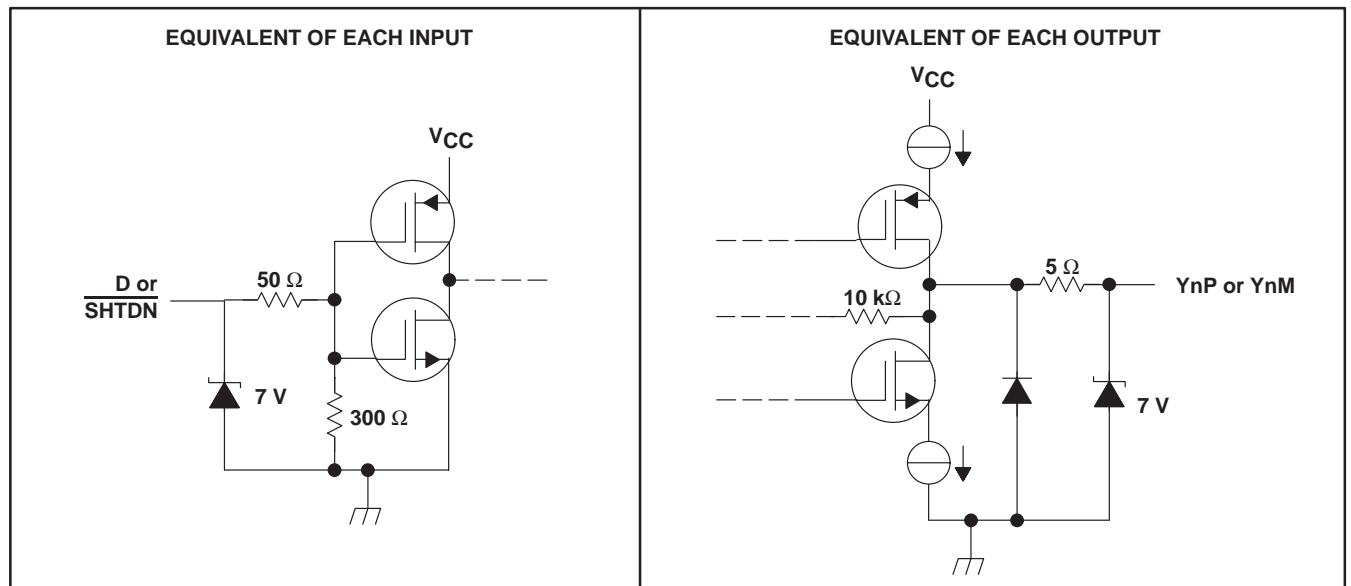 EQUIVALENT OF EACH INPUT
VCC
D or
SHTDN
50 Ω
7 V
300 Ω
EQUIVALENT OF EACH OUTPUT
VCC
5 Ω
YnP or YnM
10 kΩ
7 V